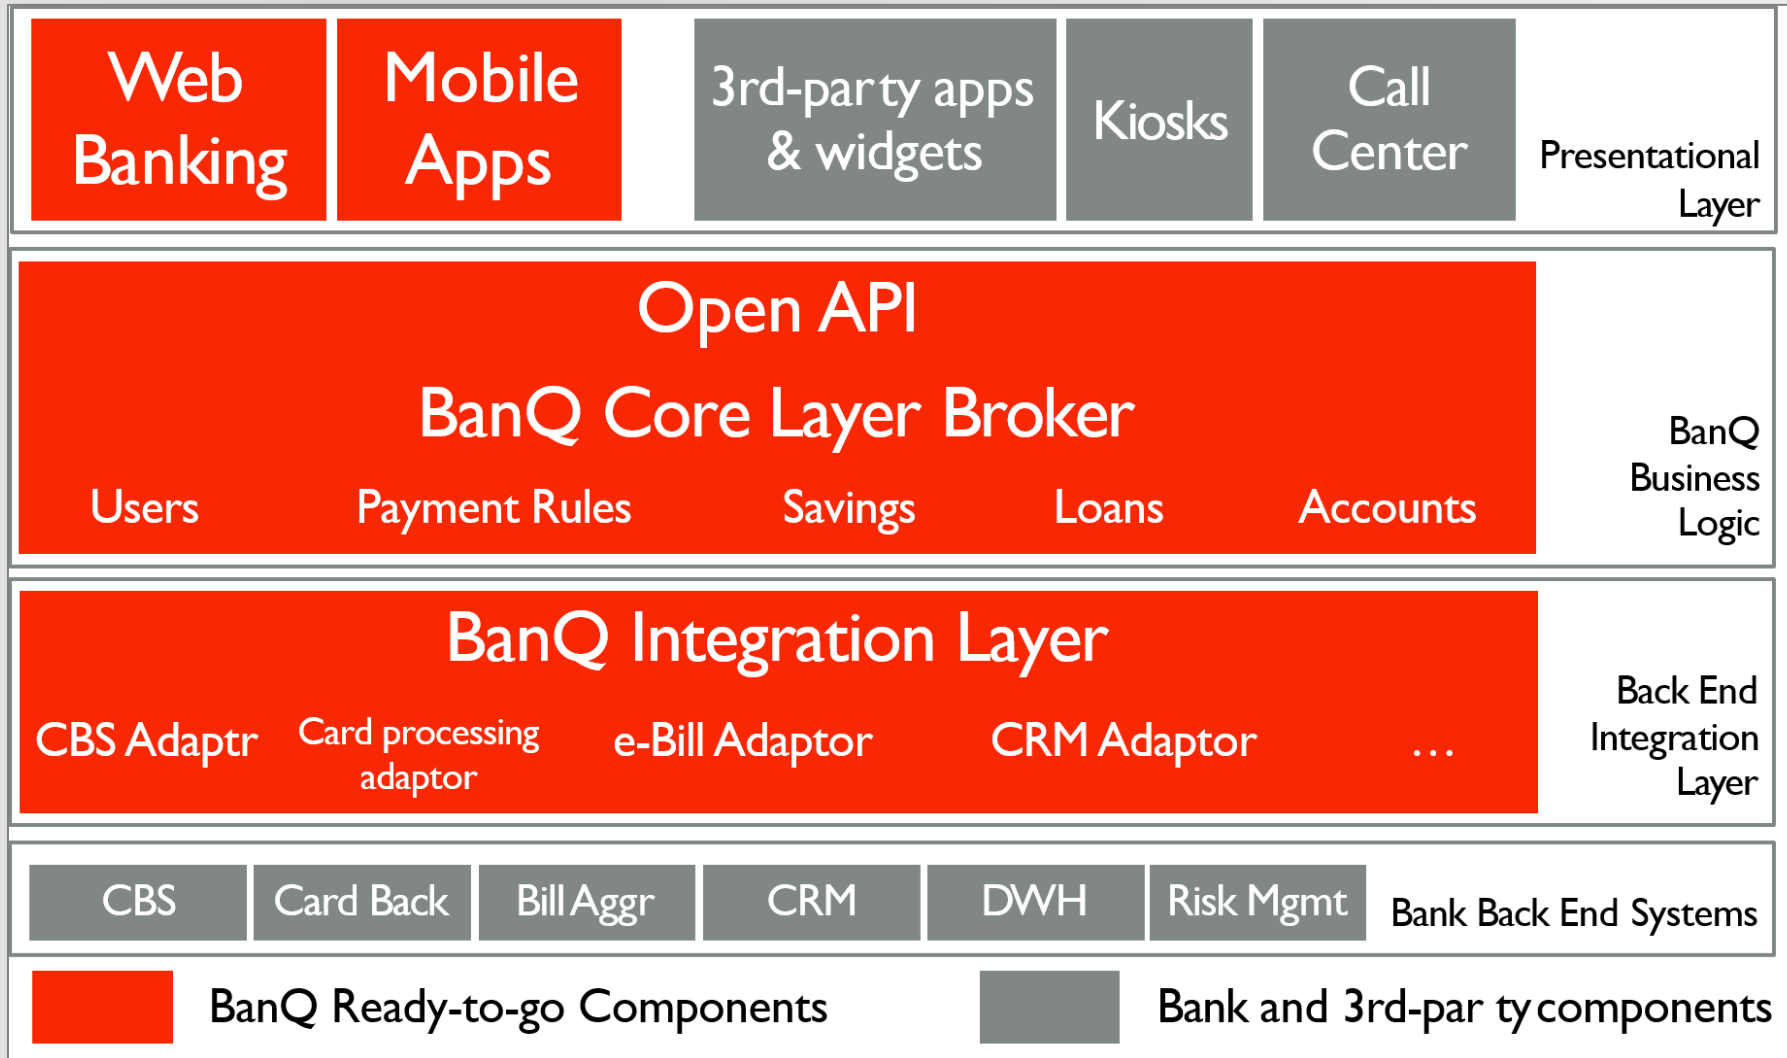 Web
Banking
Mobile
Apps
3rd-party apps
& widgets
Kiosks
Call
Center
Presentational
Layer
Open API
BanQ Core Layer Broker
Users Payment Rules Savings Loans Accounts
BanQ
Business
Logic
BanQ Integration Layer
CBS Adaptr
Card processing
adaptor
e-Bill Adaptor
CRM Adaptor
...
Back End
Integration
Layer
CBS
Card Back
Bill Aggr
CRM
DWH
Risk Mgmt
Bank Back End Systems
BanQ Ready-to-go Components
Bank and 3rd-par ty components